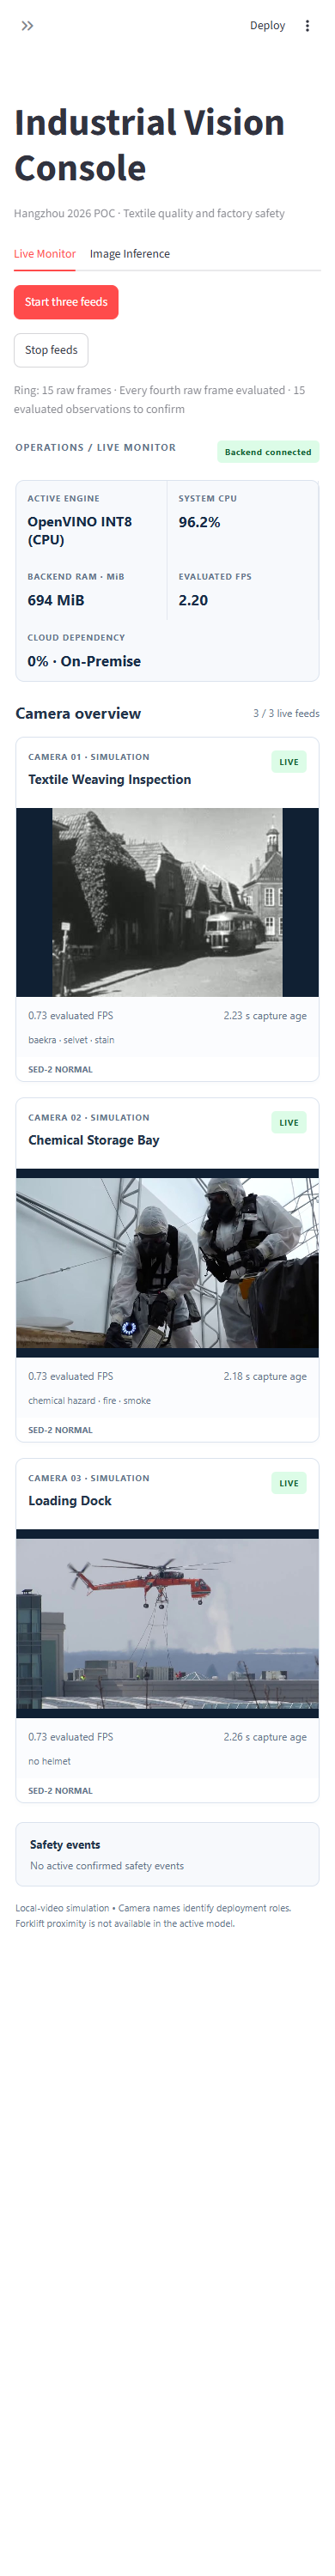 Deploy
Industrial Vision
Console
Hangzhou 2026 POC · Textile quality and factory safety
Live Monitor Image Inference
Start three feeds
Stop feeds
Ring: 15 raw frames · Every fourth raw frame evaluated · 15
evaluated observations to confirm
OPERATIONS / LIVE MONITOR Backend connected
ACTIVE ENGINE
OpenVINO INT8
(CPU)
SYSTEM CPU
96.2%
BACKEND RAM · MiB
694 MiB
EVALUATED FPS
2.20
CLOUD DEPENDENCY
0% · On-Premise
Camera overview 3 / 3 live feeds
CAMERA 01 · SIMULATION LIVE
Textile Weaving Inspection
0.73 evaluated FPS 2.23 s capture age
baekra · selvet · stain
SED-2 NORMAL
CAMERA 02 · SIMULATION LIVE
Chemical Storage Bay
0.73 evaluated FPS 2.18 s capture age
chemical hazard · fire · smoke
SED-2 NORMAL
CAMERA 03 · SIMULATION LIVE
Loading Dock
0.73 evaluated FPS 2.26 s capture age
no helmet
SED-2 NORMAL
Safety events
No active confirmed safety events
Local-video simulation • Camera names identify deployment roles.
Forklift proximity is not available in the active model.